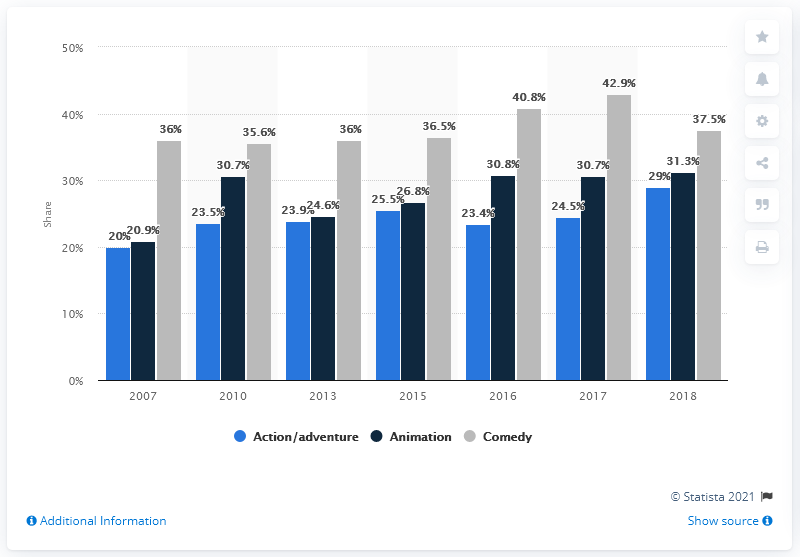 50%
40%
30%
20%
10%
0%
Share
20% 20.9% 36%
23.5% 30.7% 35.6%
23.9% 24.6% 36%
25.5% 26.8% 36.5%
23.4% 30.8% 40.8%
24.5% 30.7% 42.9%
29% 31.3% 37.5%
2007 2010 2013 2015 2016 2017 2018
Action/adventure Animation Comedy
© Statista 2021
Additional Information Show source